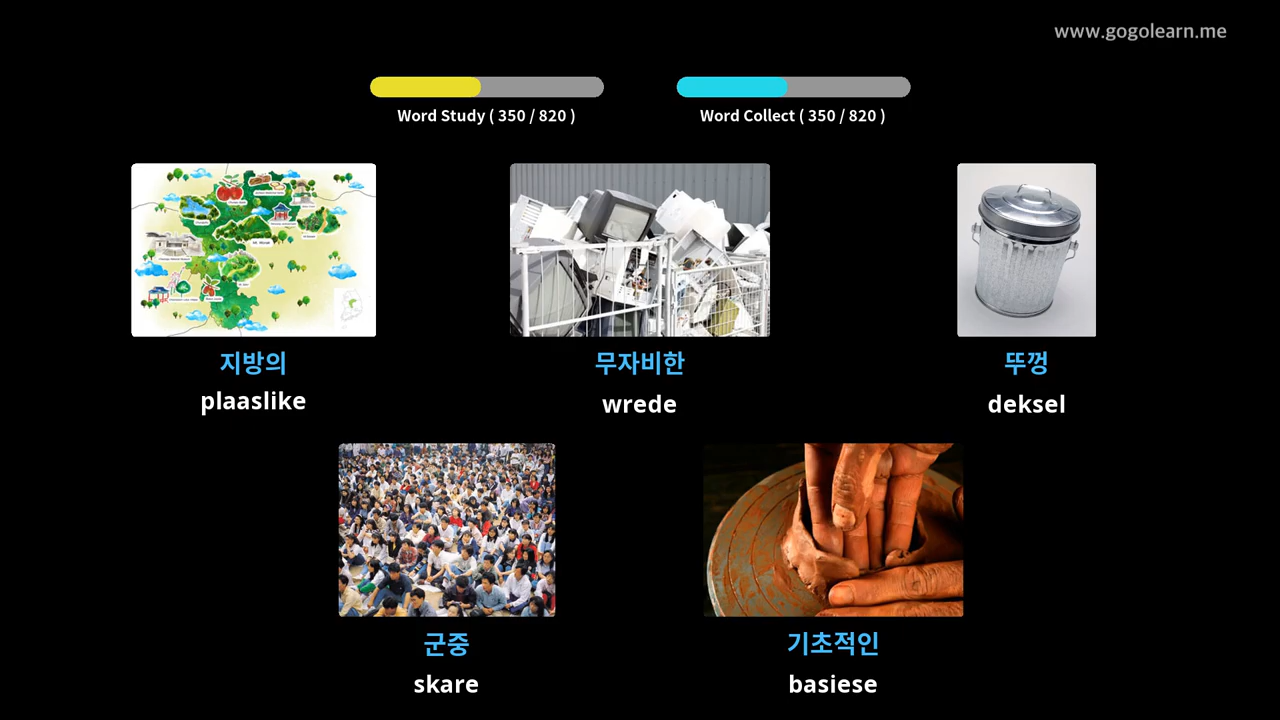 www.gogolearn.me
Word Study ( 350 / 820 )
Word Collect ( 350 / 820 )
지방의
plaaslike
무자비한
wrede
뚜껑
deksel
군중
skare
기초적인
basiese